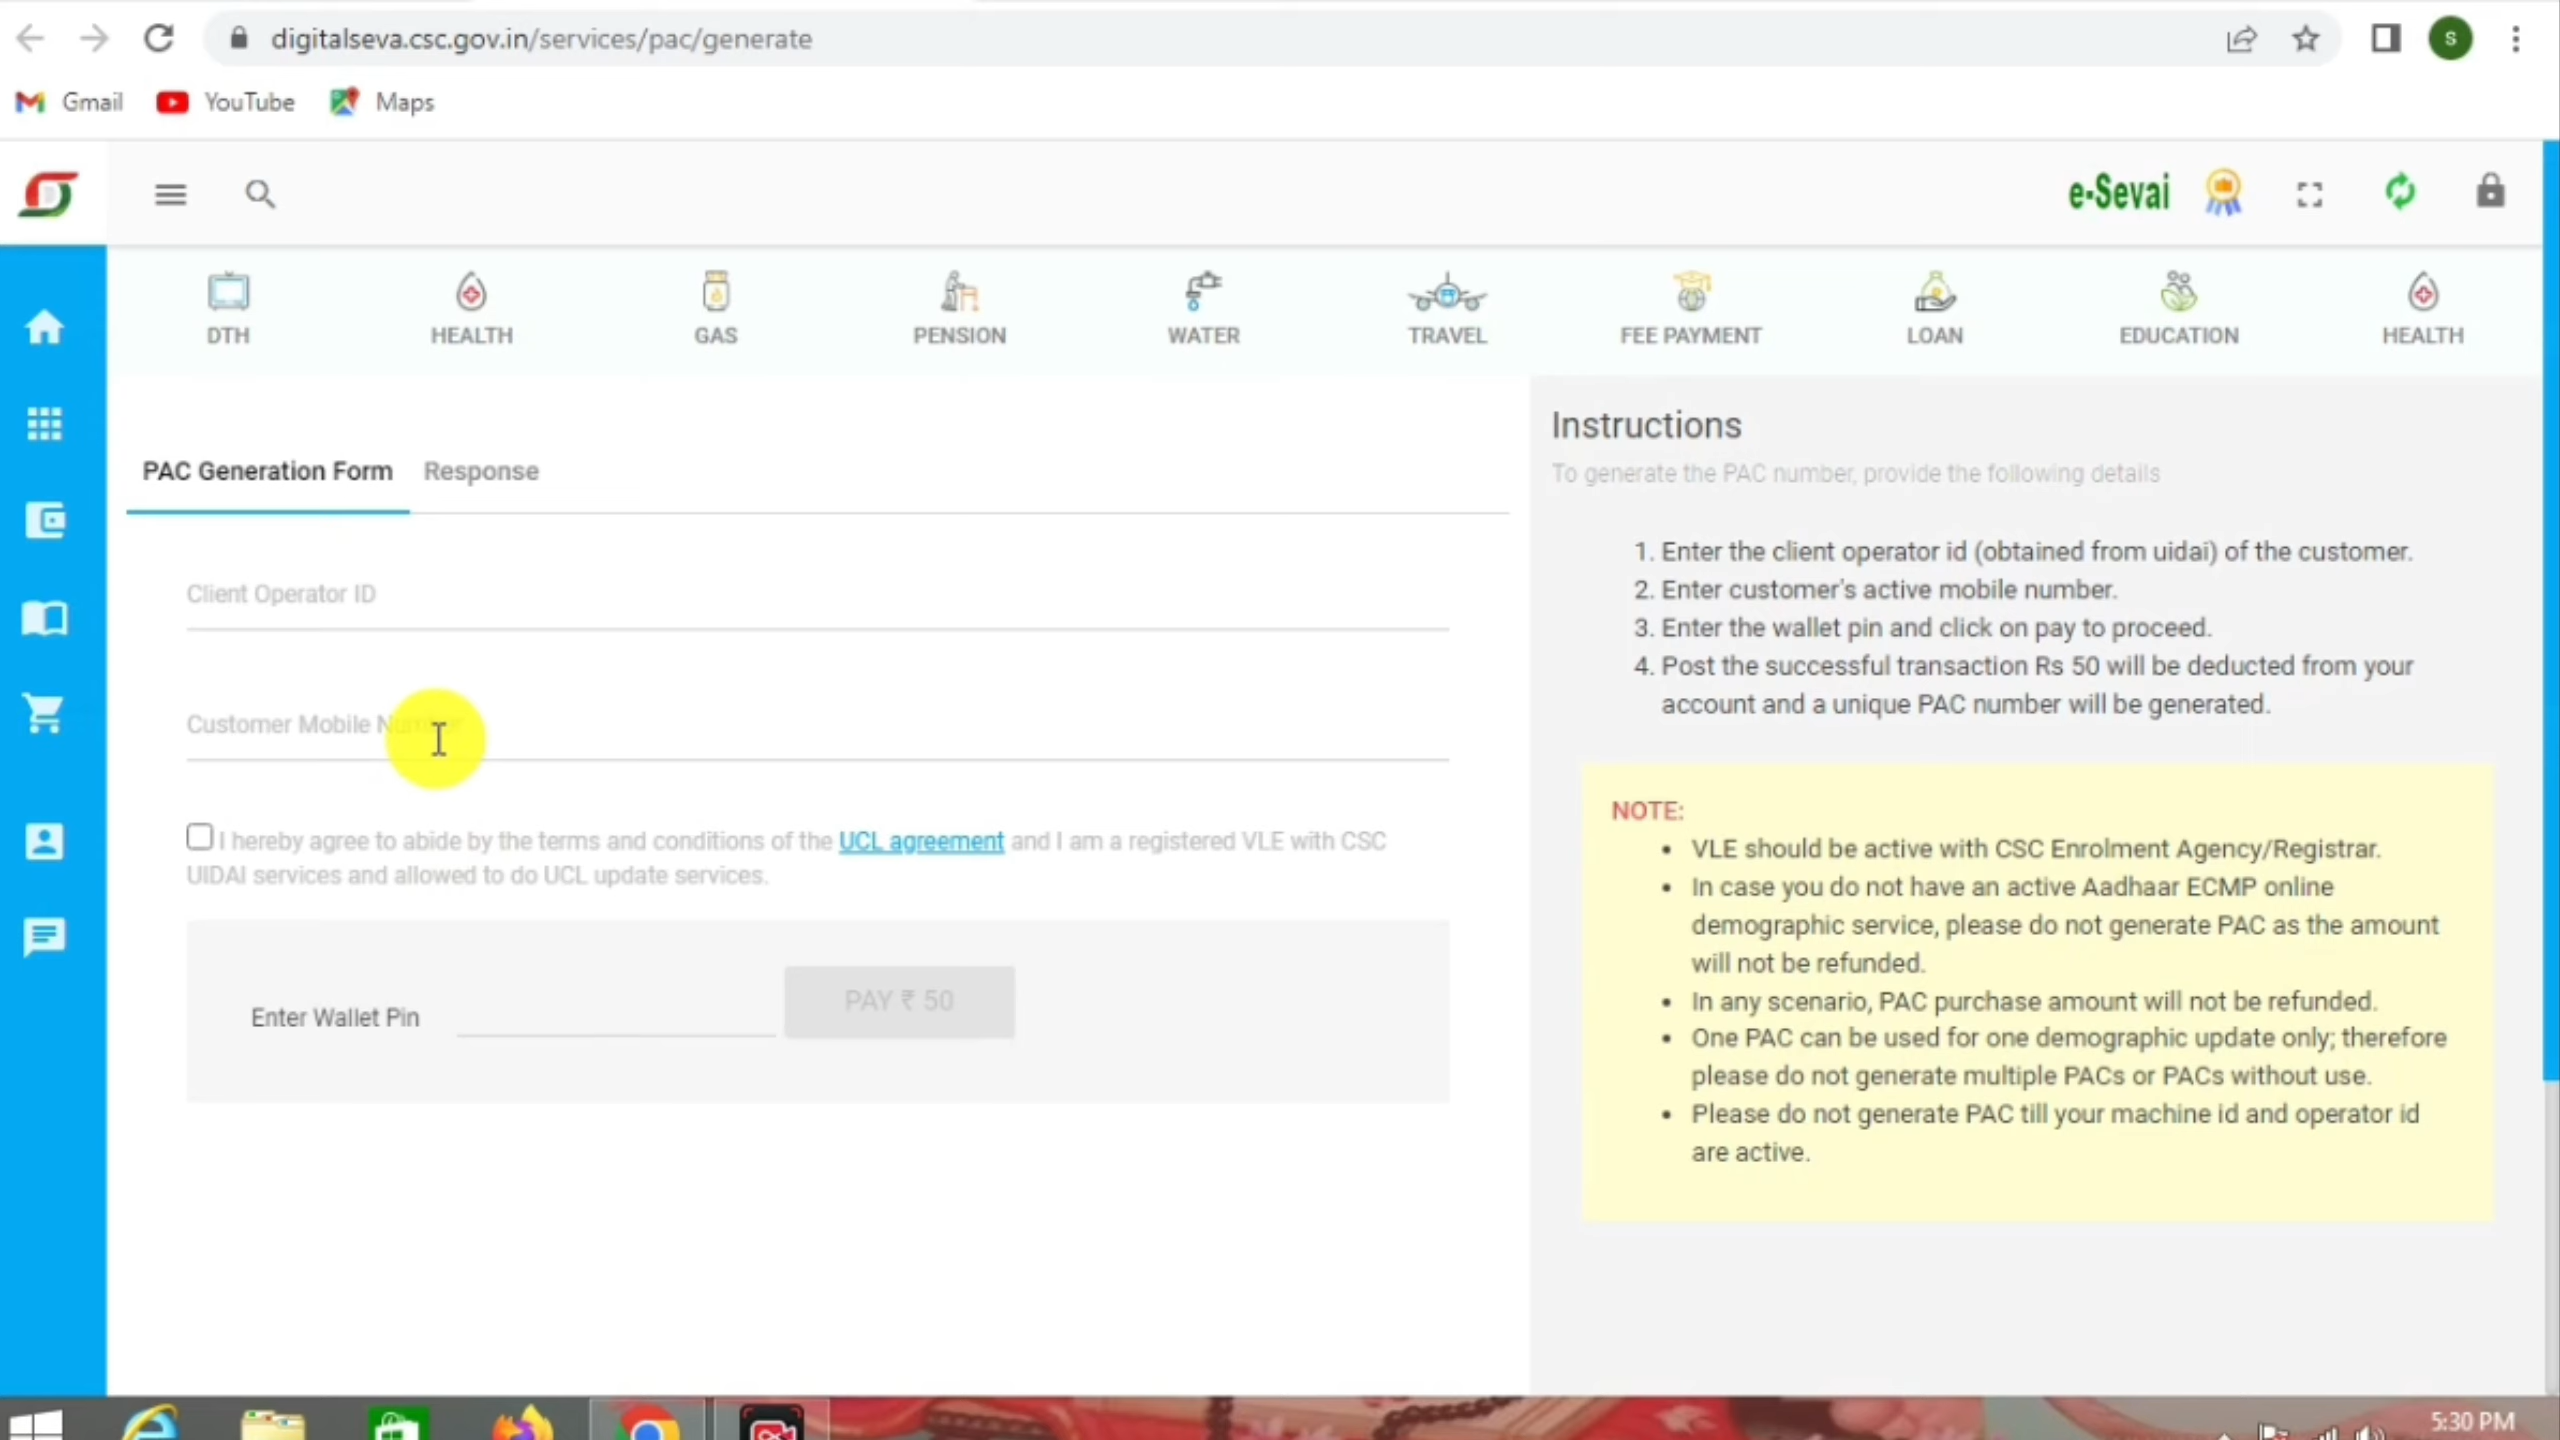 digitalseva.csc.gov.in/services/pac/generate
S
Gmail
YouTube
Maps
e-Sevai
DTH
HEALTH
GAS
PENSION
WATER
TRAVEL
FEE PAYMENT
LOAN
EDUCATION
HEALTH
PAC Generation Form
Response
Client Operator ID
Customer Mobile Number
I hereby agree to abide by the terms and conditions of the UCL agreement and I am a registered VLE with CSC
UIDAI services and allowed to do UCL update services.
Enter Wallet Pin
PAY ₹ 50
Instructions
To generate the PAC number, provide the following details
1. Enter the client operator id (obtained from uidai) of the customer.
2. Enter customer's active mobile number.
3. Enter the wallet pin and click on pay to proceed.
4. Post the successful transaction Rs 50 will be deducted from your
account and a unique PAC number will be generated.
NOTE:
• VLE should be active with CSC Enrolment Agency/Registrar.
• In case you do not have an active Aadhaar ECMP online
demographic service, please do not generate PAC as the amount
will not be refunded.
• In any scenario, PAC purchase amount will not be refunded.
• One PAC can be used for one demographic update only; therefore
please do not generate multiple PACs or PACs without use.
• Please do not generate PAC till your machine id and operator id
are active.
5:30 PM